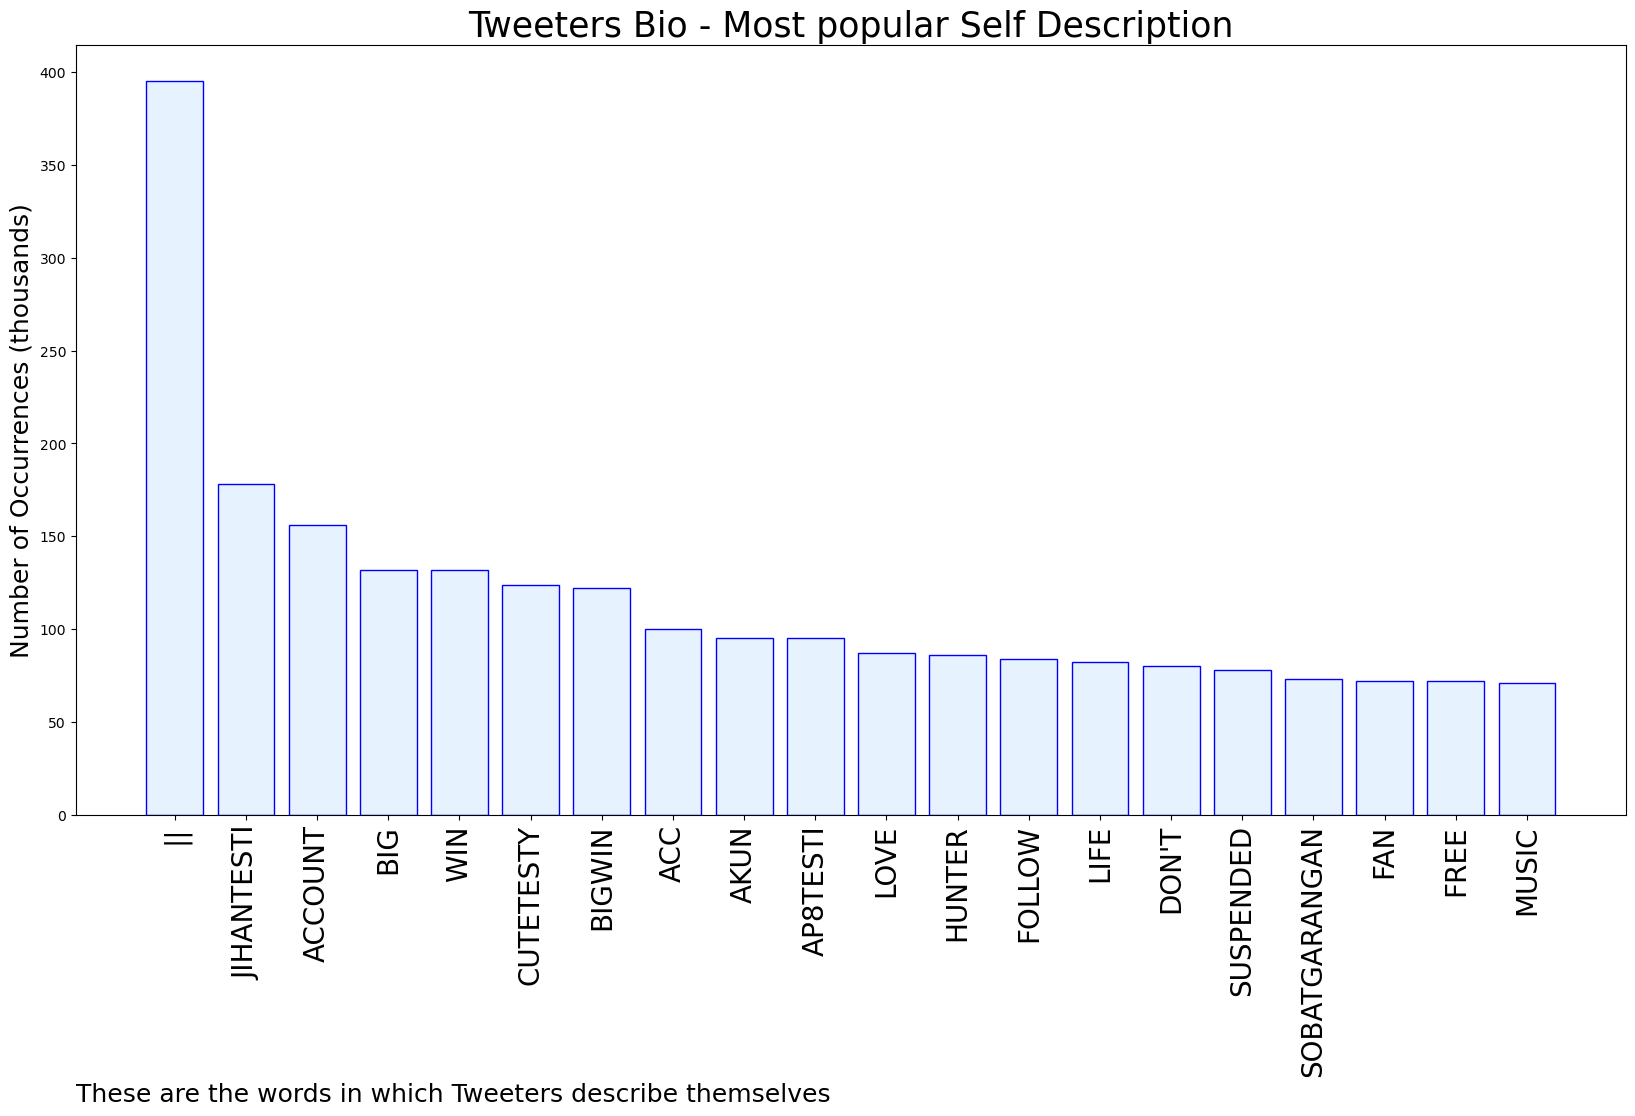 Tweeters Bio - Most popular Self Description
Number of Occurrences (thousands)
400
350
300
250
200
150
100
50
0
||
JIHANTESTI
ACCOUNT
BIG
WIN
CUTETESTY
BIGWIN
ACC
AKUN
AP8TESTI
LOVE
HUNTER
FOLLOW
LIFE
DON'T
SUSPENDED
SOBATGARANGAN
FAN
FREE
MUSIC
These are the words in which Tweeters describe themselves